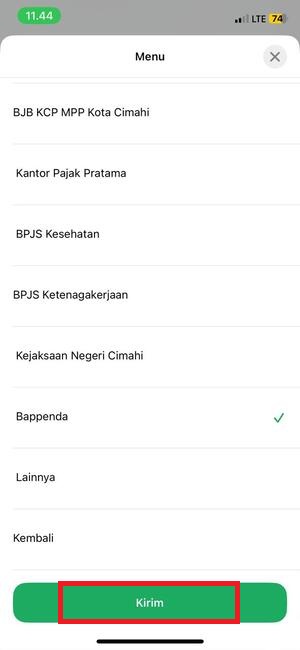 11.44
LTE 74
Menu
BJB KCP MPP Kota Cimahi
Kantor Pajak Pratama
BPJS Kesehatan
BPJS Ketenagakerjaan
Kejaksaan Negeri Cimahi
Bappenda
Lainnya
Kembali
Kirim